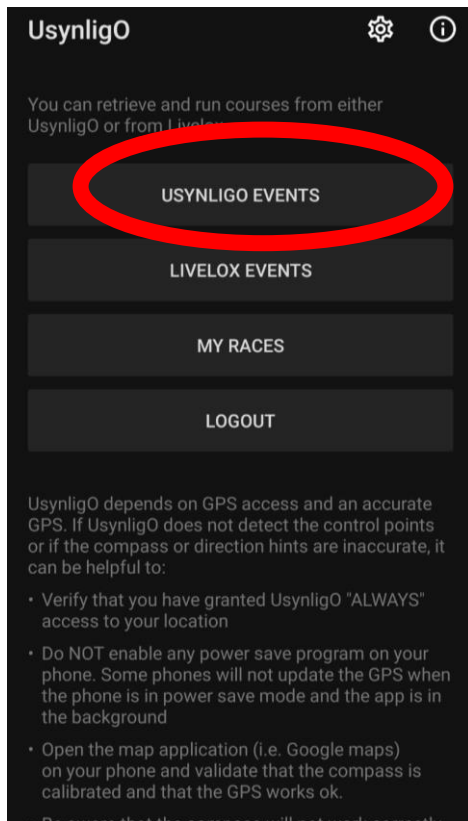 UsynligO
You can retrieve and run courses from either
UsynligO or from Livelox
USYNLIGO EVENTS
LIVELOX EVENTS
MY RACES
LOGOUT
UsynligO depends on GPS access and an accurate
GPS. If UsynligO does not detect the control points
or if the compass or direction hints are inaccurate, it
can be helpful to:
• Verify that you have granted UsynligO "ALWAYS"
access to your location
• Do NOT enable any power save program on your
phone. Some phones will not update the GPS when
the phone is in power save mode and the app is in
the background
• Open the map application (i.e. Google maps)
on your phone and validate that the compass is
calibrated and that the GPS works ok.